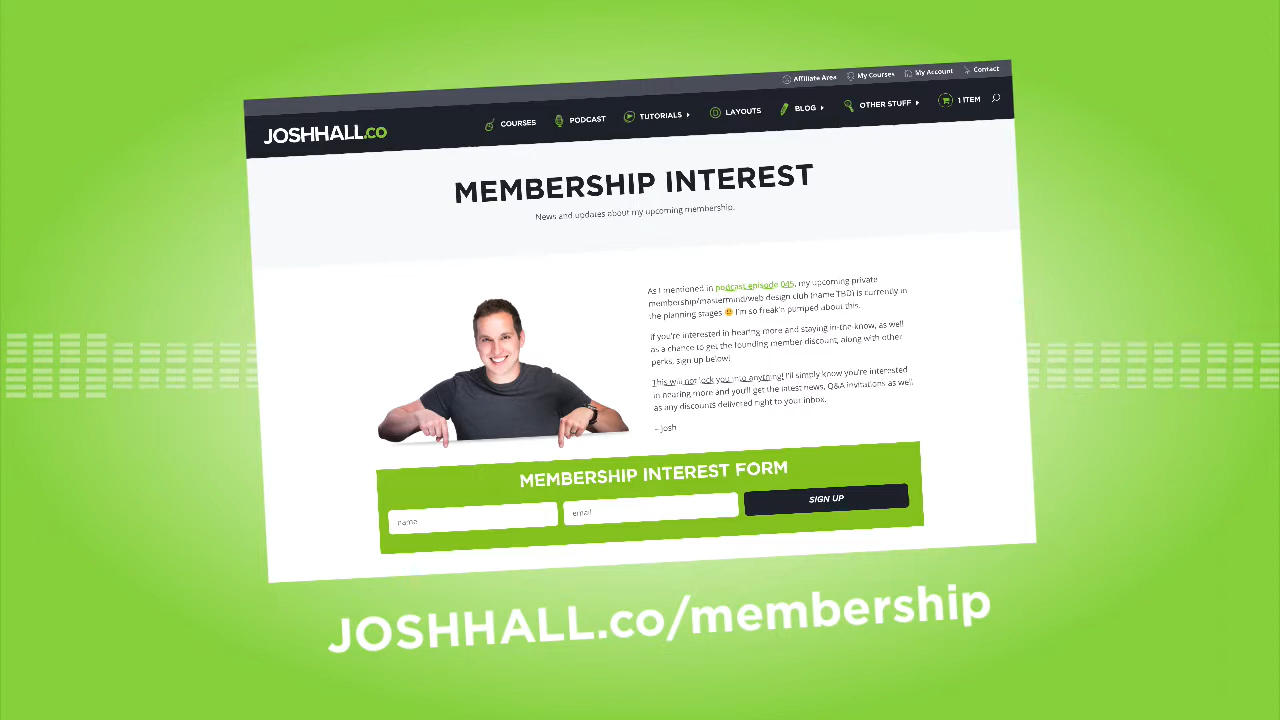 Affiliate Area My Courses My Account Contact
JOSHHALL.CO COURSES PODCAST TUTORIALS LAYOUTS BLOG OTHER STUFF 1 ITEM
MEMBERSHIP INTEREST
News and updates about my upcoming membership.
As I mentioned in podcast episode 045, my upcoming private
membership/mastermind/web design club (name TBD) is currently in
the planning stages 🙂 I'm so freak'n pumped about this.
If you're interested in hearing more and staying in-the-know, as well
as a chance to get the founding member discount, along with other
perks, sign up below!
This will not lock you into anything! I'll simply know you're interested
in hearing more and you'll get the latest news, Q&A invitations as well
as any discounts delivered right to your inbox.
– Josh
MEMBERSHIP INTEREST FORM
name email SIGN UP
JOSHHALL.co/membership